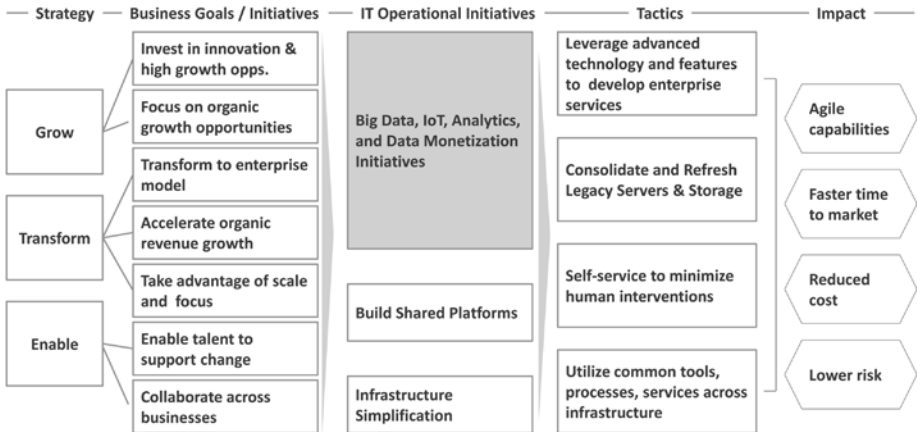 Strategy
Business Goals / Initiatives
IT Operational Initiatives
Tactics
Impact
Grow
Transform
Enable
Invest in innovation &
high growth opps.
Focus on organic
growth opportunities
Transform to enterprise
model
Accelerate organic
revenue growth
Take advantage of scale
and focus
Enable talent to
support change
Collaborate across
businesses
Big Data, IoT, Analytics,
and Data Monetization
Initiatives
Build Shared Platforms
Infrastructure
Simplification
Leverage advanced
technology and features
to develop enterprise
services
Consolidate and Refresh
Legacy Servers & Storage
Self-service to minimize
human interventions
Utilize common tools,
processes, services across
infrastructure
Agile
capabilities
Faster time
to market
Reduced
cost
Lower risk